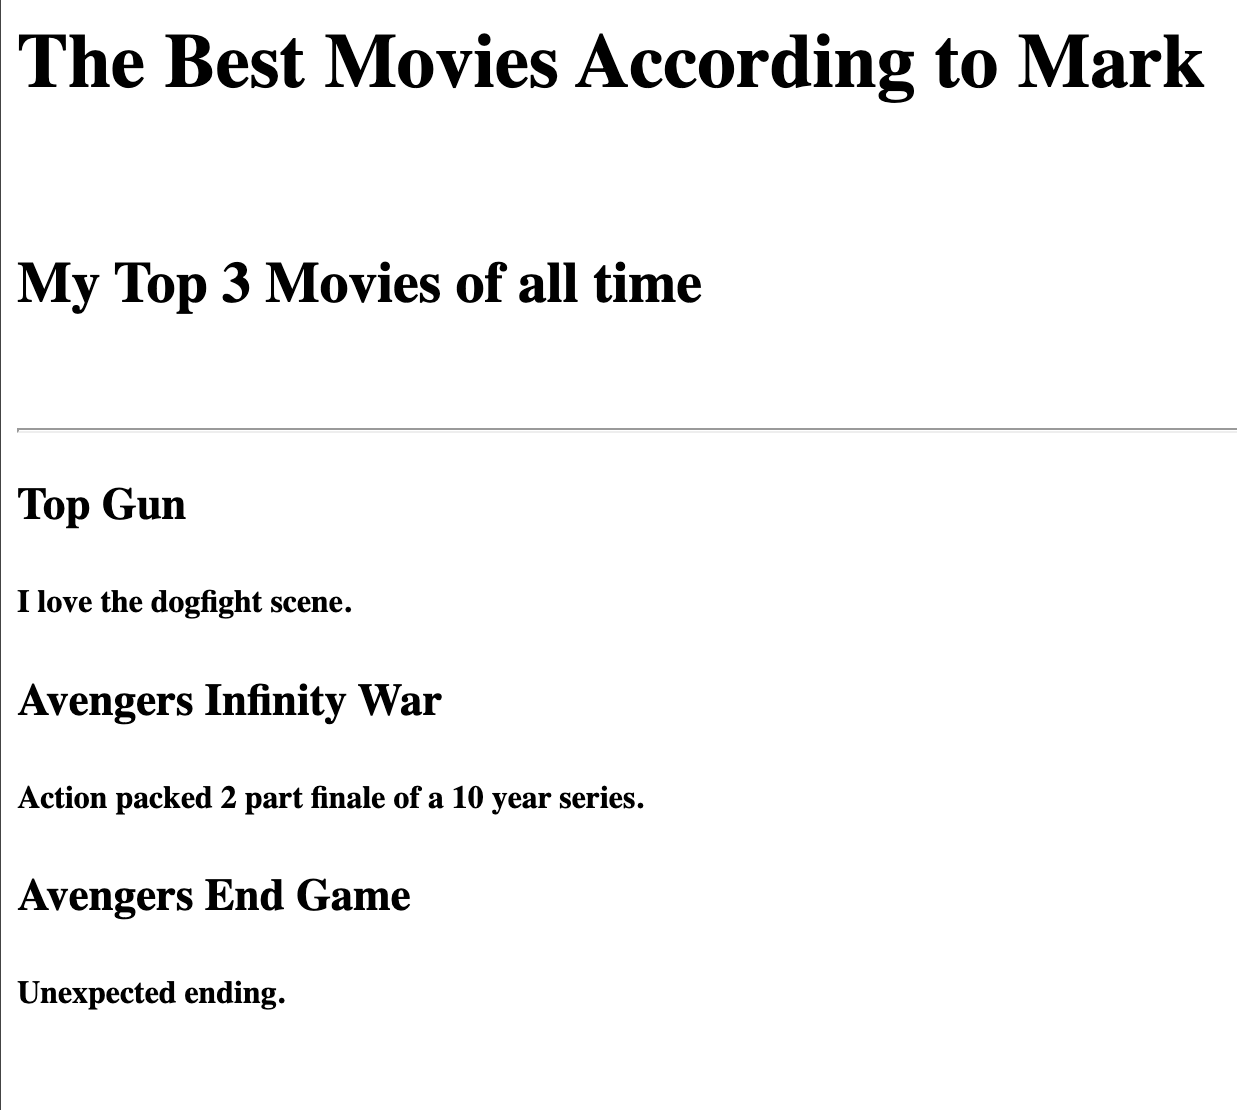 The Best Movies According to Mark
My Top 3 Movies of all time
Top Gun
I love the dogfight scene.
Avengers Infinity War
Action packed 2 part finale of a 10 year series.
Avengers End Game
Unexpected ending.